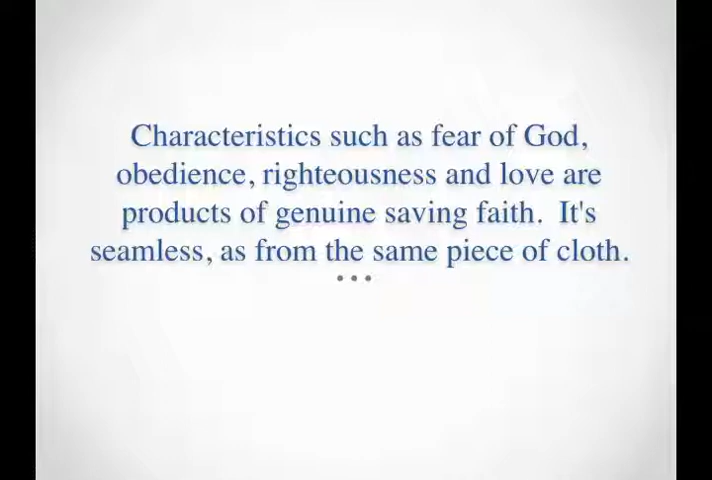 Characteristics such as fear of God,
obedience, righteousness and love are
products of genuine saving faith.  It's
seamless, as from the same piece of cloth.